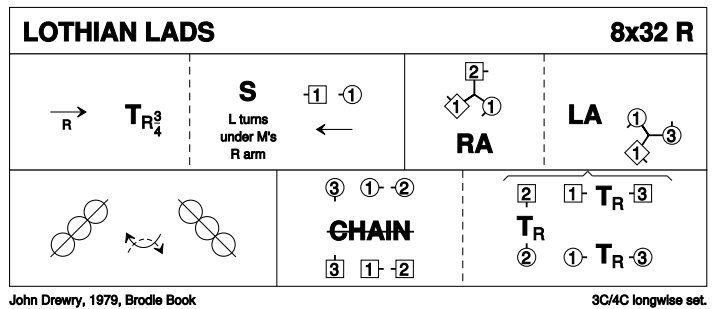 LOTHIAN LADS 8x32 R
R T R 3/4
S 1 1
L turns
under M's
R arm
2 1 1
RA
LA 1 3 1
3 1 2
CHAIN
3 1 2
2 1 T R 3
T R
2 1 T R 3
John Drewry, 1979, Brodie Book 3C/4C longwise set.